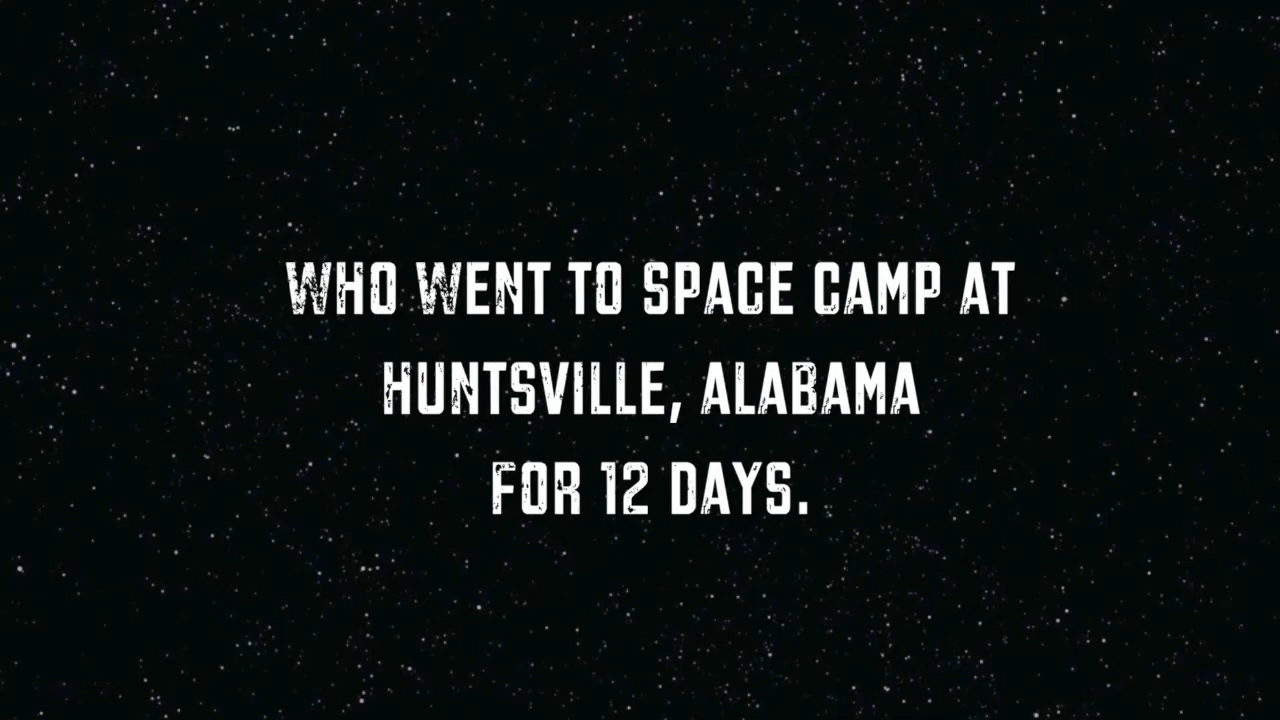 WHO WENT TO SPACE CAMP AT
HUNTSVILLE, ALABAMA
FOR 12 DAYS.